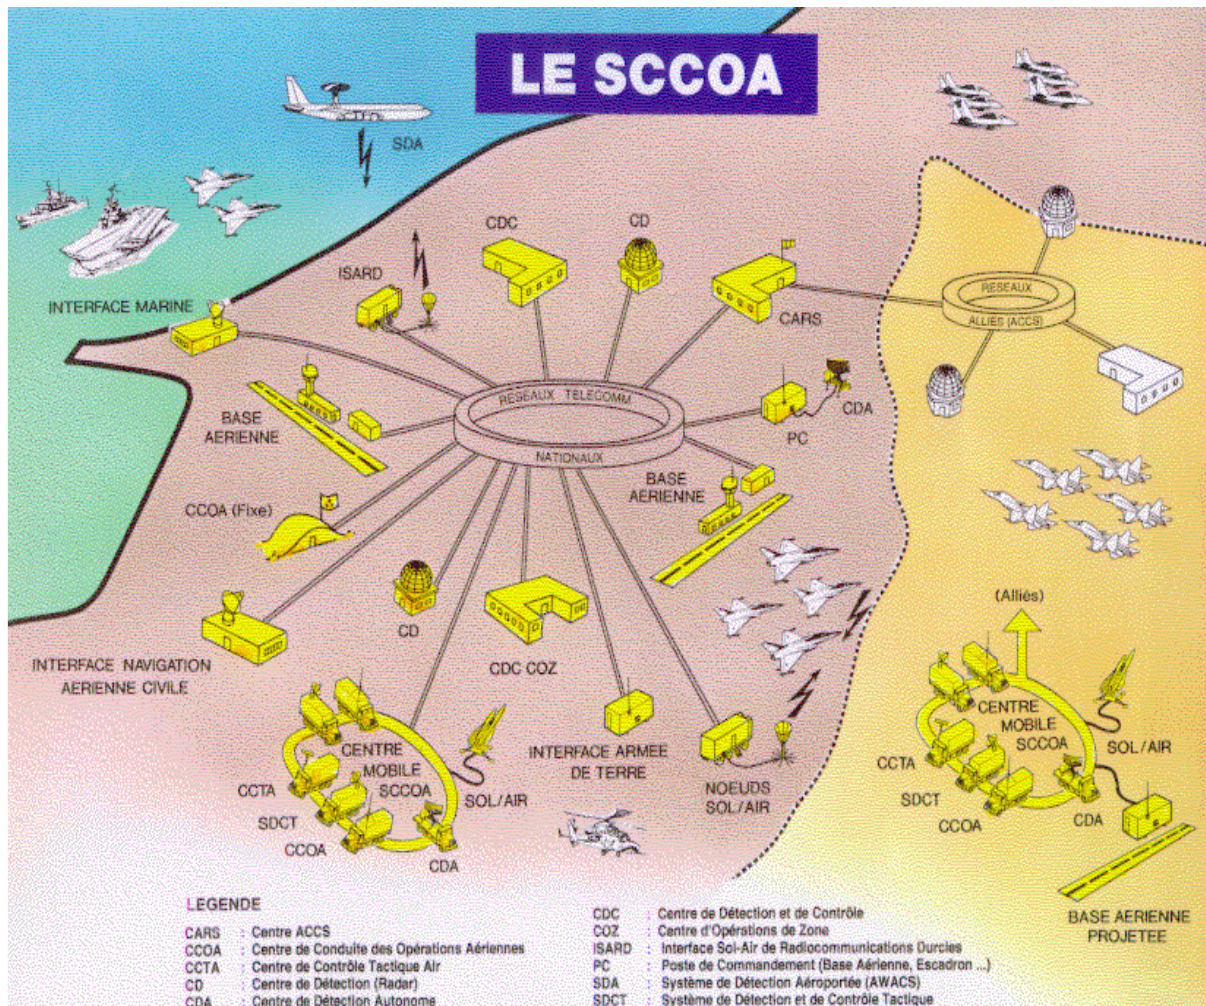 LE SCCOA
SDA
CDC
CD
ISARD
INTERFACE MARINE
CARS
RESEAUX
ALLIES (ACCS)
RESEAUX TELECOMM
NATIONAUX
BASE
AERIENNE
PC
CDA
BASE
AERIENNE
CCOA (Fixe)
CD
CDC COZ
INTERFACE NAVIGATION
AERIENNE CIVILE
(Alliés)
CENTRE
MOBILE
SCCOA
SOL/AIR
CCTA
SDCT
CCOA
CDA
INTERFACE ARMEE
DE TERRE
NOEUDS
SOL/AIR
CENTRE
MOBILE
SCCOA
SOL/AIR
CCTA
SDCT
CCOA
CDA
BASE AERIENNE
PROJETEE
LEGENDE
CARS : Centre ACCS
CCOA : Centre de Conduite des Opérations Aériennes
CCTA : Centre de Contrôle Tactique Air
CD : Centre de Détection (Radar)
CDA : Centre de Détection Autonome
CDC : Centre de Détection et de Contrôle
COZ : Centre d'Opérations de Zone
ISARD : Interface Sol-Air de Radiocommunications Durcies
PC : Poste de Commandement (Base Aérienne, Escadron ...)
SDA : Système de Détection Aéroportée (AWACS)
SDCT : Système de Détection et de Contrôle Tactique